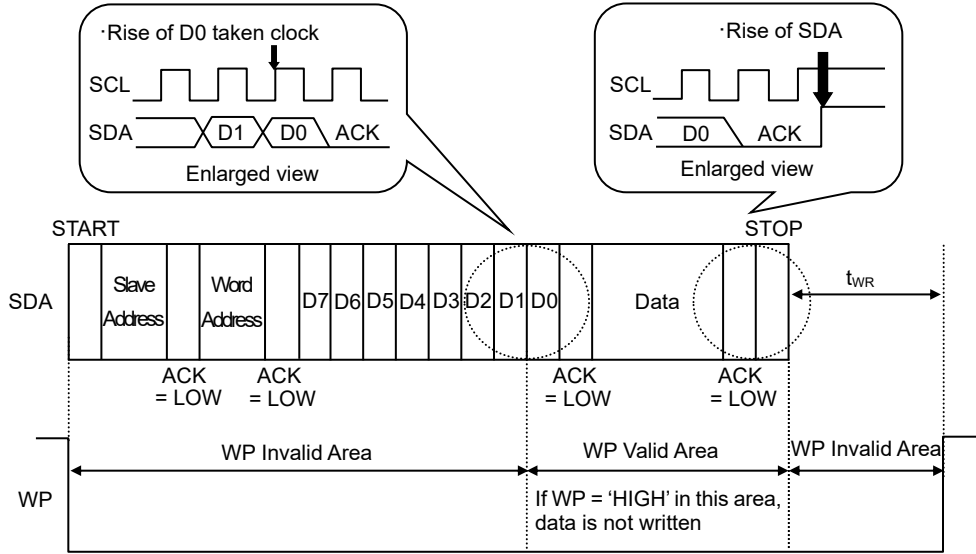 ·Rise of D0 taken clock
SCL
SDA
D1
D0
ACK
Enlarged view
·Rise of SDA
SCL
SDA
D0
ACK
Enlarged view
START
STOP
SDA
Slave
Address
Word
Address
D7
D6
D5
D4
D3
D2
D1
D0
Data
tWR
ACK
= LOW
ACK
= LOW
ACK
= LOW
ACK
= LOW
WP Invalid Area
WP Valid Area
WP Invalid Area
WP
If WP = ‘HIGH’ in this area,
data is not written